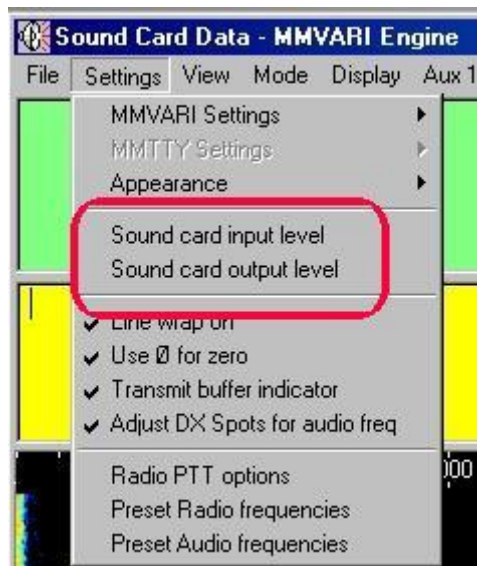 Sound Card Data - MMVARI Engine
File Settings View Mode Display Aux 1
MMVARI Settings
MMTTY Settings
Appearance
Sound card input level
Sound card output level
Line wrap on
Use Ø for zero
Transmit buffer indicator
Adjust DX Spots for audio freq
Radio PTT options
Preset Radio frequencies
Preset Audio frequencies